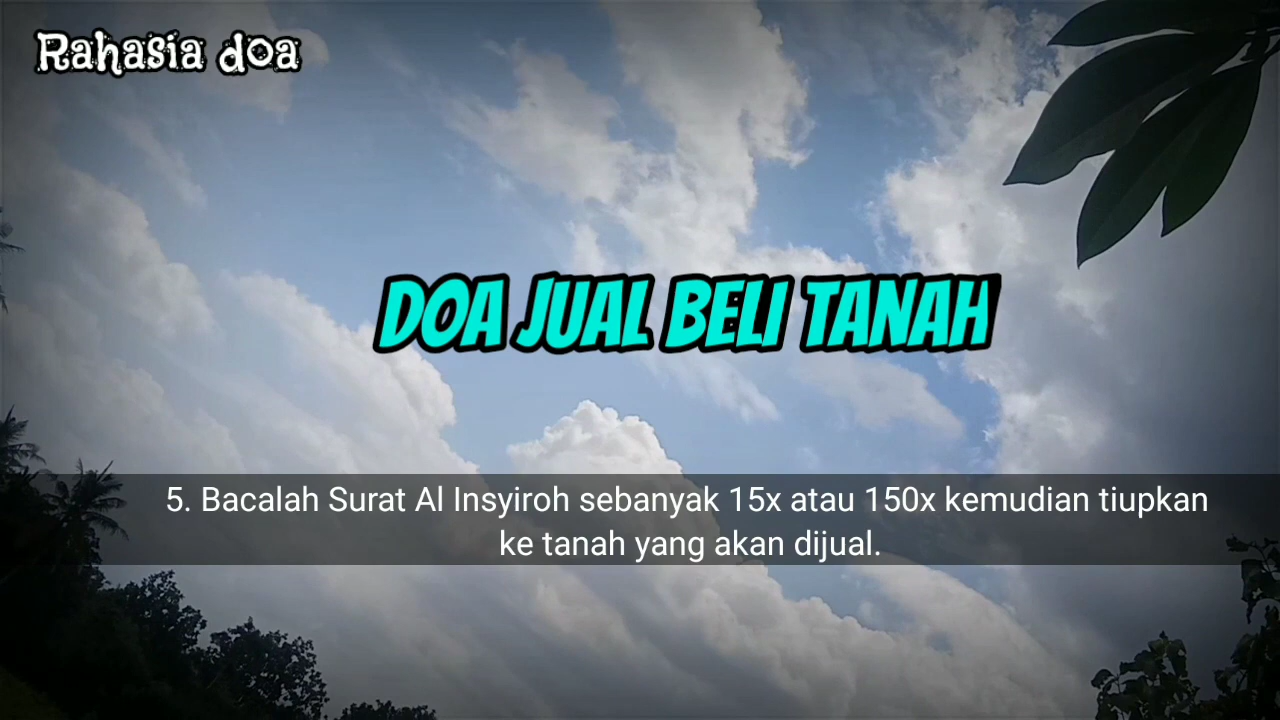 Rahasia doa
DOA JUAL BELI TANAH
5. Bacalah Surat Al Insyiroh sebanyak 15x atau 150x kemudian tiupkan
ke tanah yang akan dijual.